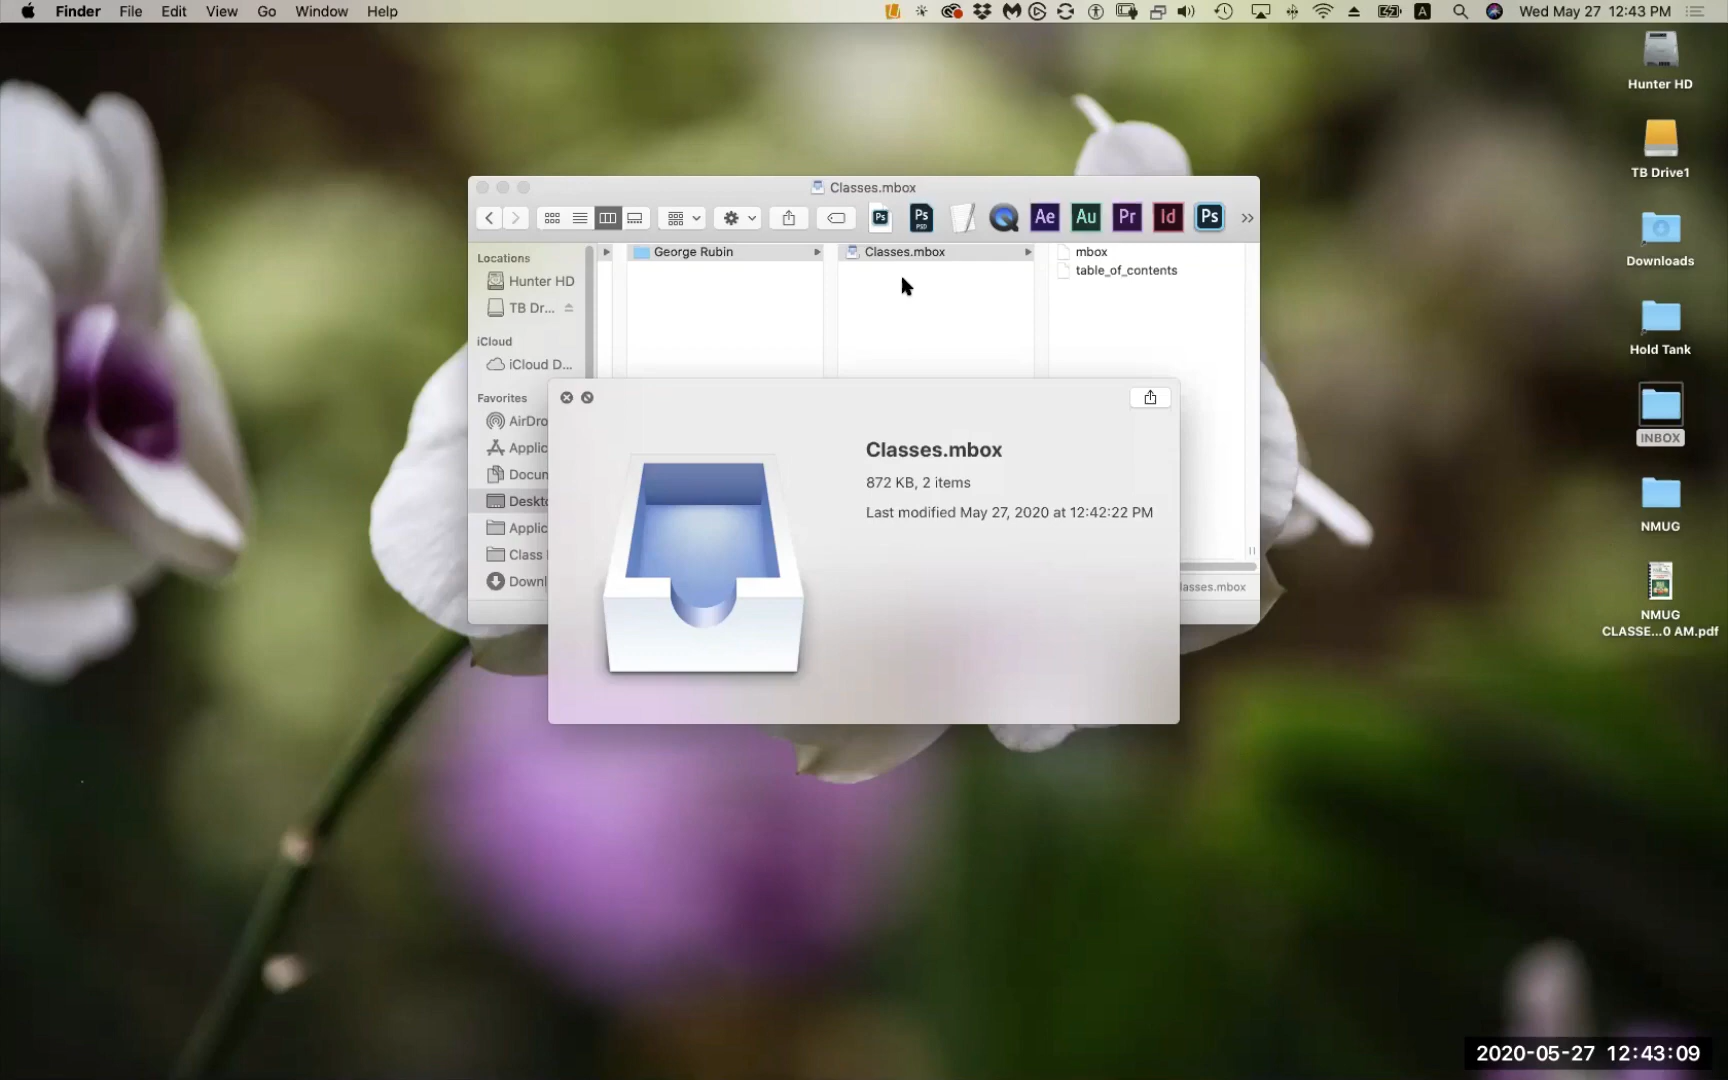 Finder File Edit View Go Window Help
A Wed May 27 12:43 PM
Hunter HD
TB Drive1
Downloads
Hold Tank
INBOX
NMUG
NMUG
CLASSE...0 AM.pdf
Classes.mbox
Ps Ps PSD Ae Au Pr Id Ps
Locations
Hunter HD
TB Dr...
iCloud
iCloud D...
Favorites
AirDro
Applic
Docun
Deskto
Applic
Class
Downl
George Rubin
Classes.mbox
mbox
table_of_contents
lasses.mbox
Classes.mbox
872 KB, 2 items
Last modified May 27, 2020 at 12:42:22 PM
2020-05-27 12:43:09